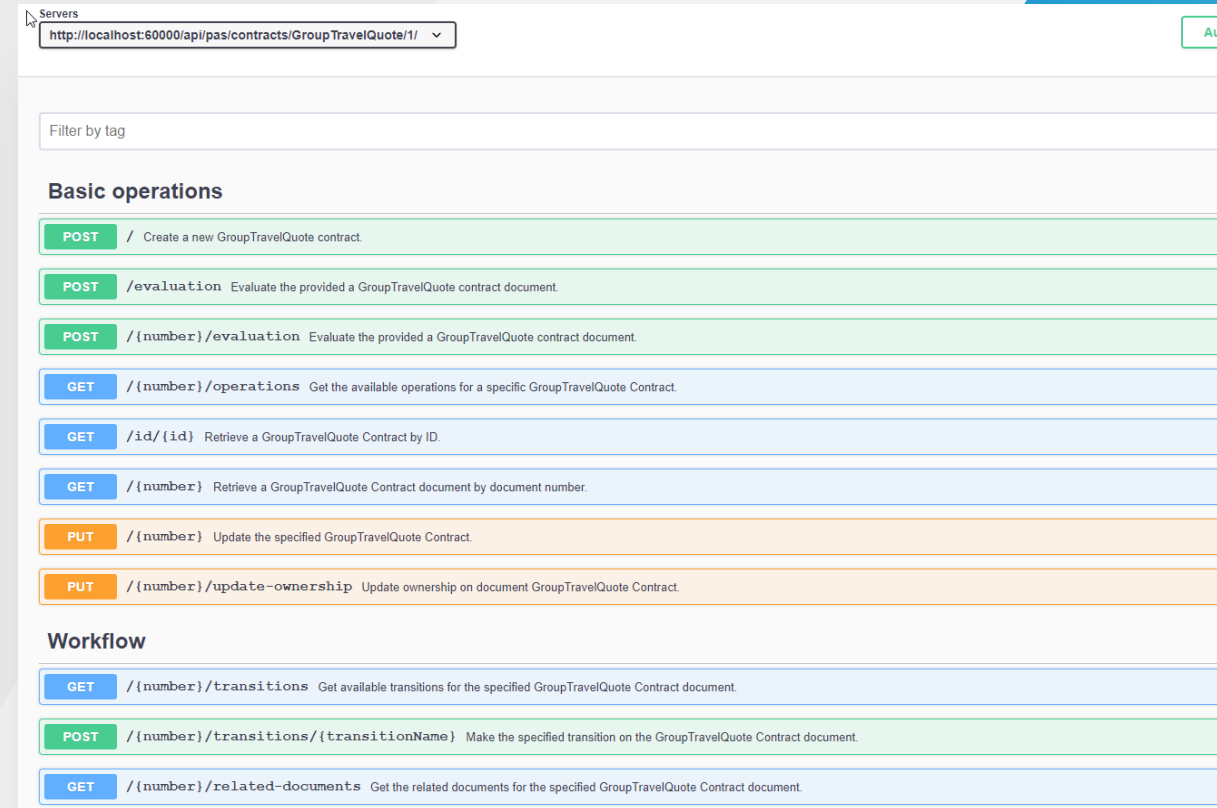 Servers
http://localhost:60000/api/pas/contracts/GroupTravelQuote/1/
Filter by tag
Basic operations
POST / Create a new GroupTravelQuote contract.
POST /evaluation Evaluate the provided a GroupTravelQuote contract document.
POST /{number}/evaluation Evaluate the provided a GroupTravelQuote contract document.
GET /{number}/operations Get the available operations for a specific GroupTravelQuote Contract.
GET /id/{id} Retrieve a GroupTravelQuote Contract by ID.
GET /{number} Retrieve a GroupTravelQuote Contract document by document number.
PUT /{number} Update the specified GroupTravelQuote Contract.
PUT /{number}/update-ownership Update ownership on document GroupTravelQuote Contract.
Workflow
GET /{number}/transitions Get available transitions for the specified GroupTravelQuote Contract document.
POST /{number}/transitions/{transitionName} Make the specified transition on the GroupTravelQuote Contract document.
GET /{number}/related-documents Get the related documents for the specified GroupTravelQuote Contract document.